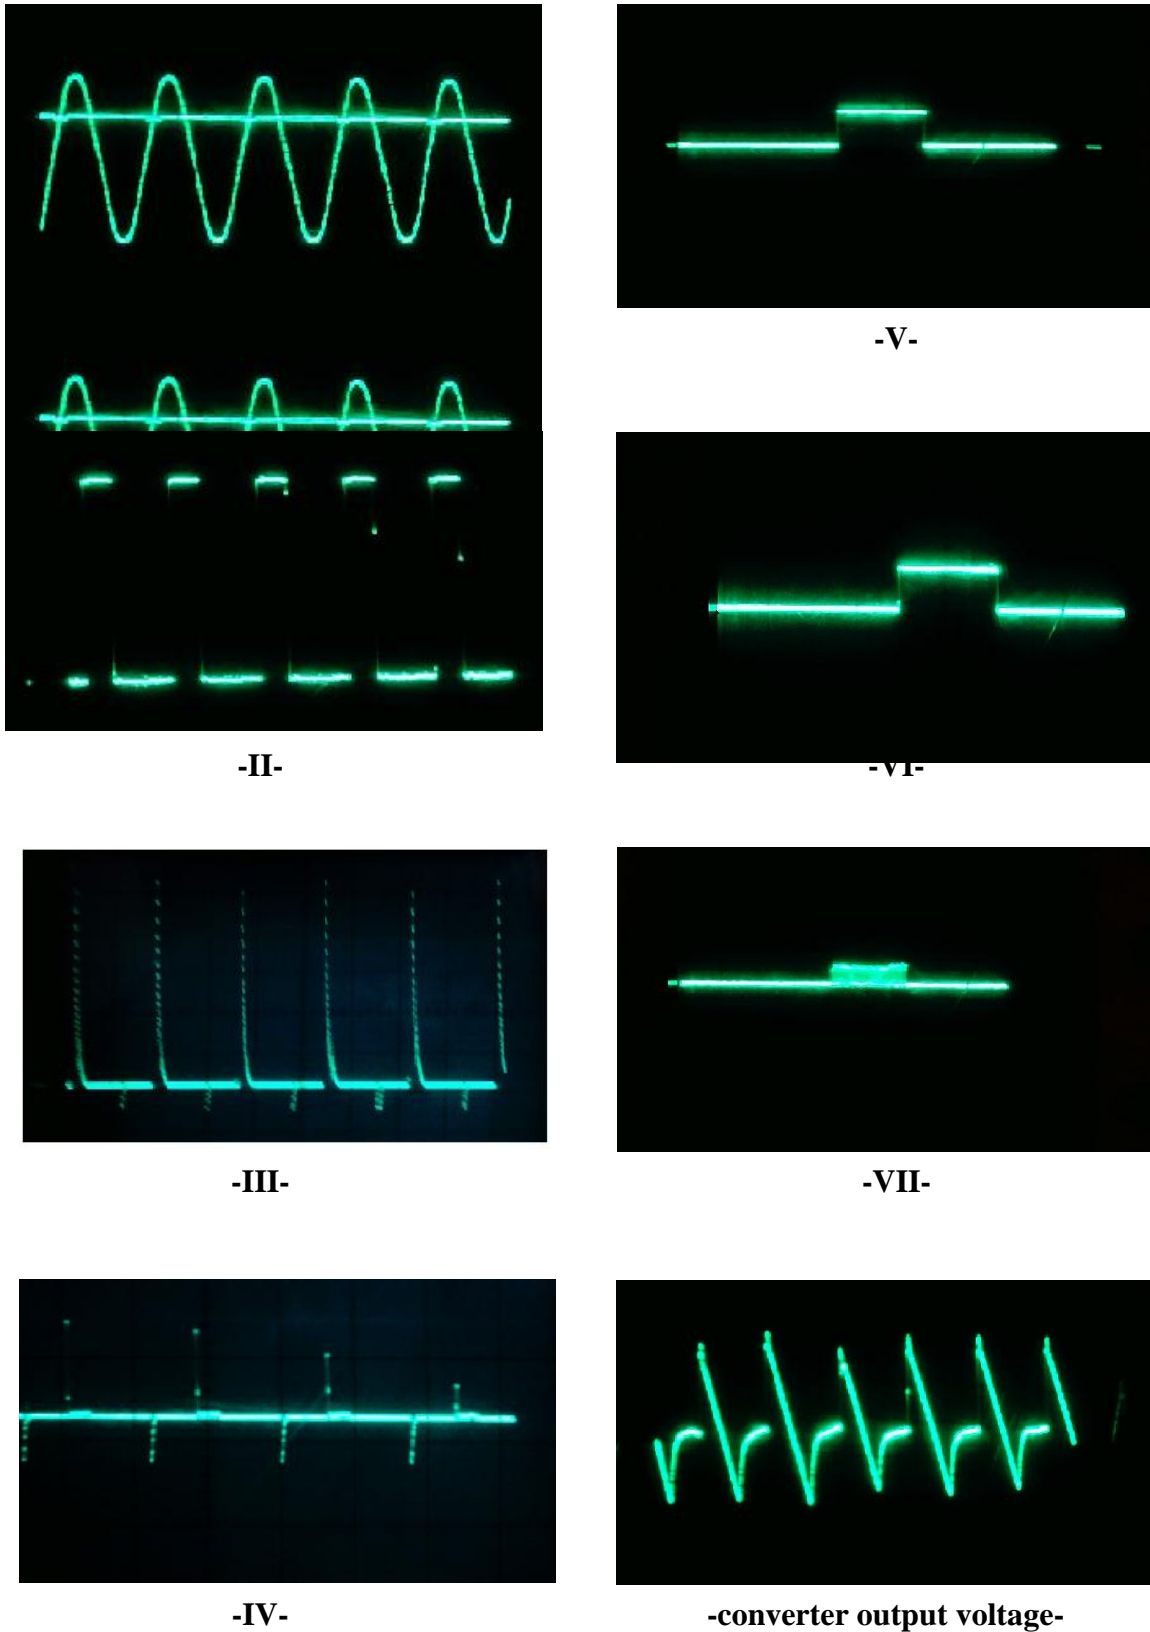 -V-
-II-
-VI-
-III-
-VII-
-IV-
-converter output voltage-